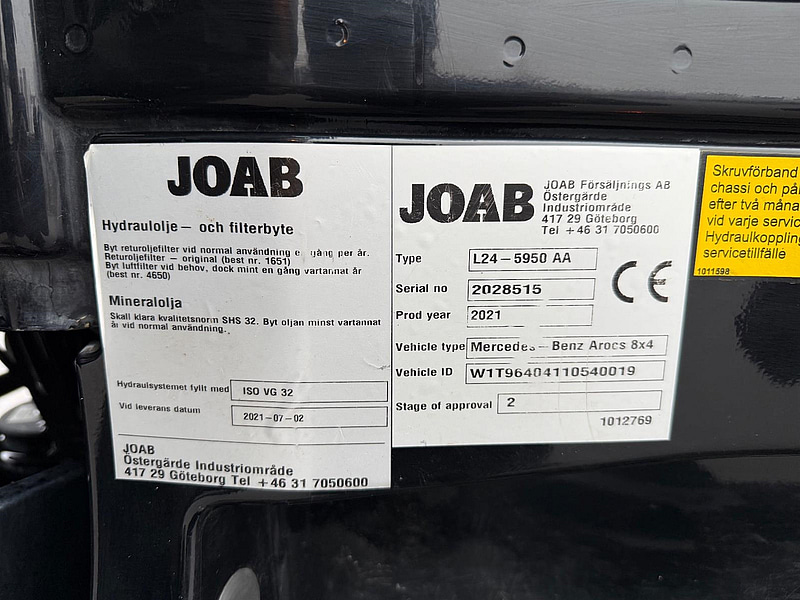 JOAB
Hydraulolje - och filterbyte
Byt returoljefilter vid normal användning en gång per år.
Returoljefilter - original (best nr. 1651)
Byt luftfilter vid behov, dock mint en gång vartannat år
(best nr. 4650)
Mineralolja
Skall klara kvalitetsnorm SHS 32. Byt oljan minst vartannat
år vid normal användning.
Hydraulsystemet fyllt med ISO VG 32
Vid leverans datum 2021-07-02
JOAB
Östergärde Industriområde
417 29 Göteborg Tel +46 31 7050600
JOAB
JOAB Försäljnings AB
Östergärde
Industriområde
417 29 Göteborg
Tel +46 31 7050600
Type L24-5950 AA
Serial no 2028515
CE
Prod year 2021
Vehicle type Mercedes-Benz Arocs 8x4
Vehicle ID W1T96404110540019
Stage of approval 2
1012769
Skruvförband
chassi och på
efter två måna
vid varje servic
Hydraulkoppling
servicetillfälle
1011598